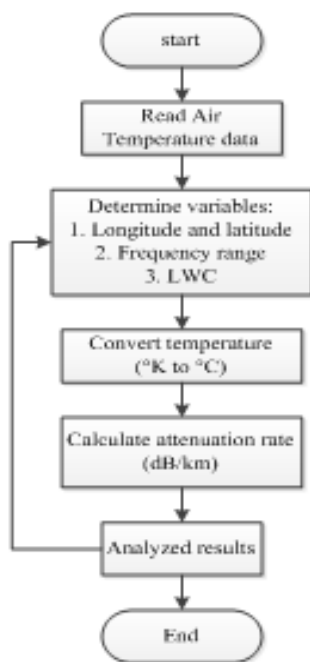 start
Read Air
Temperature data
Determine variables:
1. Longitude and latitude
2. Frequency range
3. LWC
Convert temperature
(°K to °C)
Calculate attenuation rate
(dB/km)
Analyzed results
End